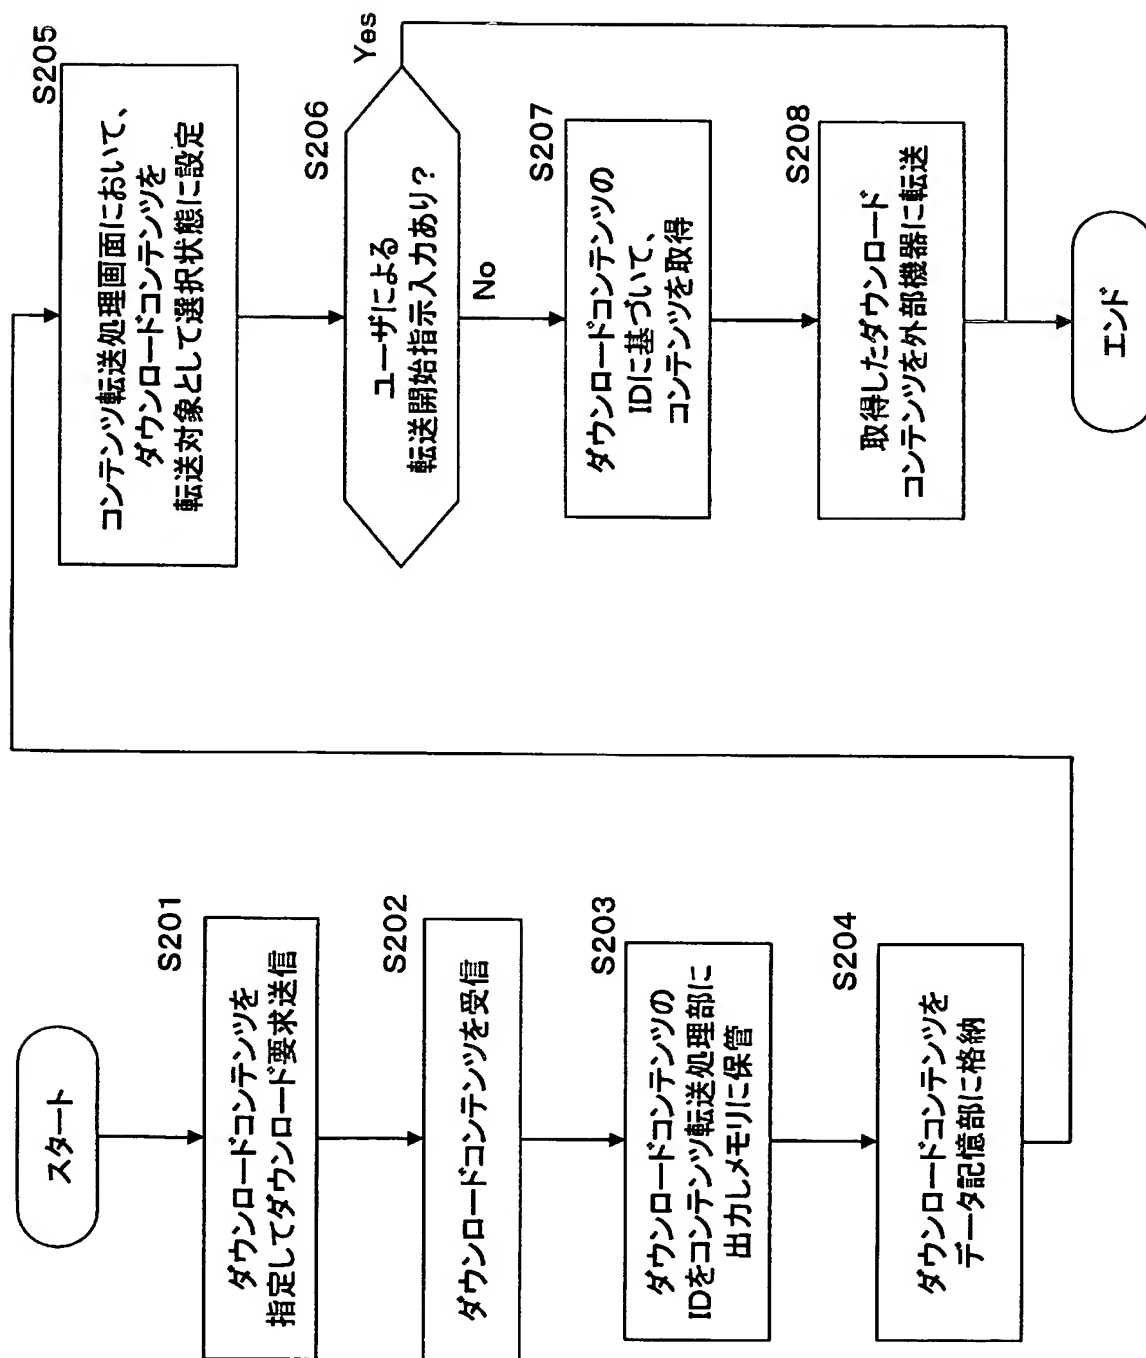 スタート
S201
ダウンロードコンテンツを
指定してダウンロード要求送信
S202
ダウンロードコンテンツを受信
S203
ダウンロードコンテンツの
IDをコンテンツ転送処理部に
出力しメモリに保管
S204
ダウンロードコンテンツを
データ記憶部に格納
S205
コンテンツ転送処理画面において、
ダウンロードコンテンツを
転送対象として選択状態に設定
S206
ユーザによる
転送開始指示入力あり？
Yes
No
S207
ダウンロードコンテンツの
IDに基づいて、
コンテンツを取得
S208
取得したダウンロード
コンテンツを外部機器に転送
エンド